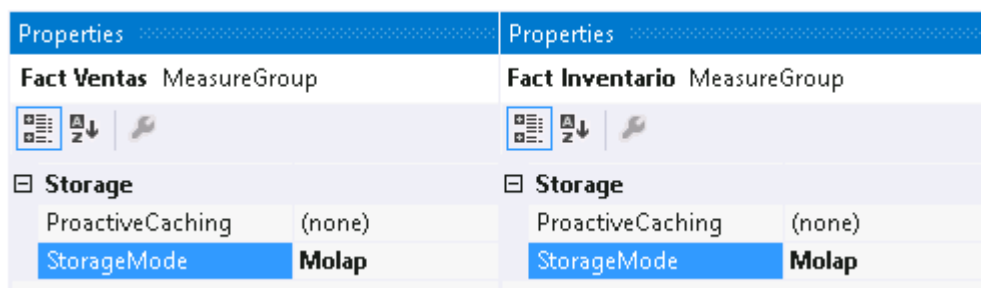 Properties
Fact Ventas MeasureGroup
Storage
ProactiveCaching (none)
StorageMode Molap
Properties
Fact Inventario MeasureGroup
Storage
ProactiveCaching (none)
StorageMode Molap